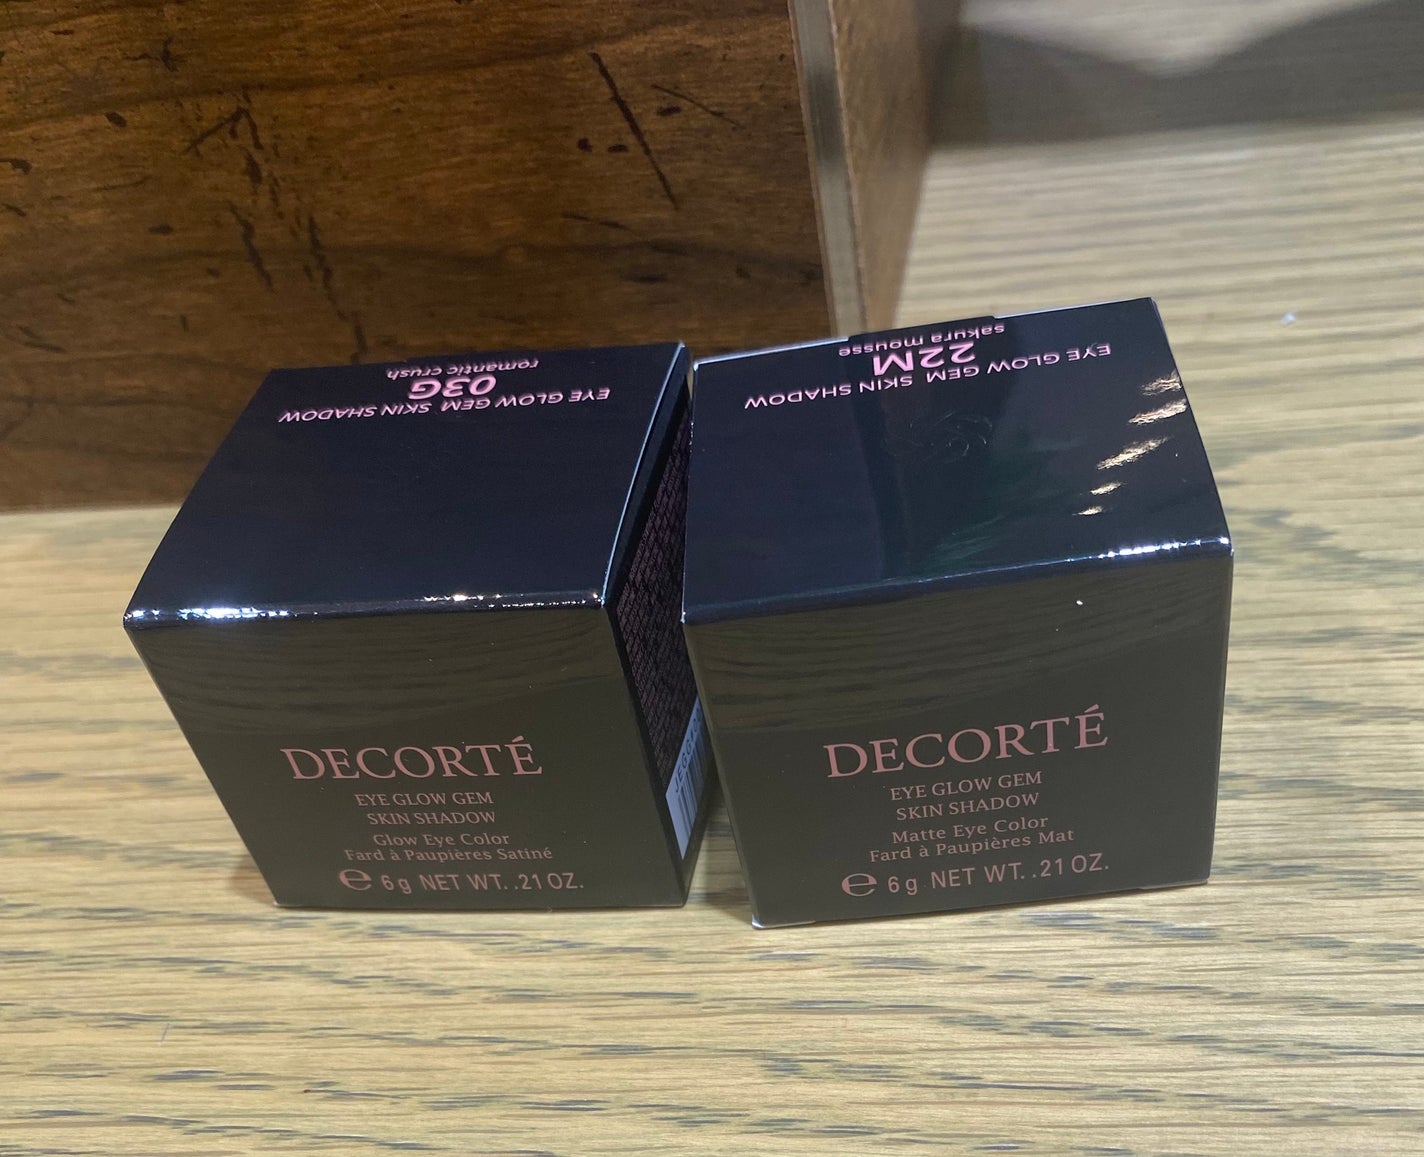 EYE GLOW GEM SKIN SHADOW
03G
romantic crush
DECORTÉ
EYE GLOW GEM
SKIN SHADOW
Glow Eye Color
Fard à Paupières Satiné
℮ 6g NET WT. .21 OZ.
EYE GLOW GEM SKIN SHADOW
22M
sakura mousse
DECORTÉ
EYE GLOW GEM
SKIN SHADOW
Matte Eye Color
Fard à Paupières Mat
℮ 6g NET WT. .21 OZ.